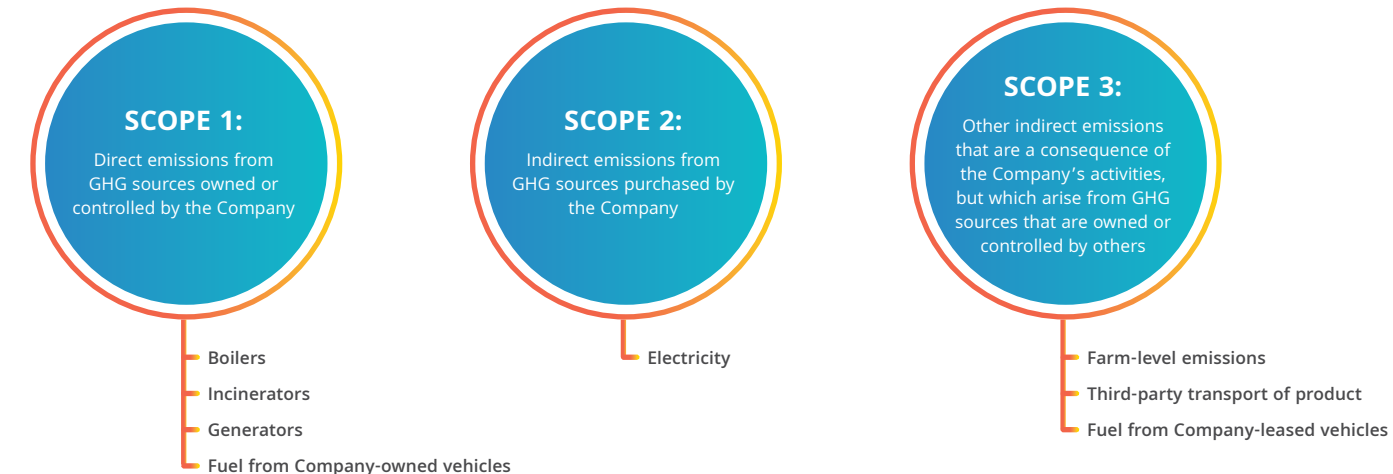 SCOPE 1:
Direct emissions from
GHG sources owned or
controlled by the Company
Boilers
Incinerators
Generators
Fuel from Company-owned vehicles
SCOPE 2:
Indirect emissions from
GHG sources purchased by
the Company
Electricity
SCOPE 3:
Other indirect emissions
that are a consequence of
the Company’s activities,
but which arise from GHG
sources that are owned or
controlled by others
Farm-level emissions
Third-party transport of product
Fuel from Company-leased vehicles